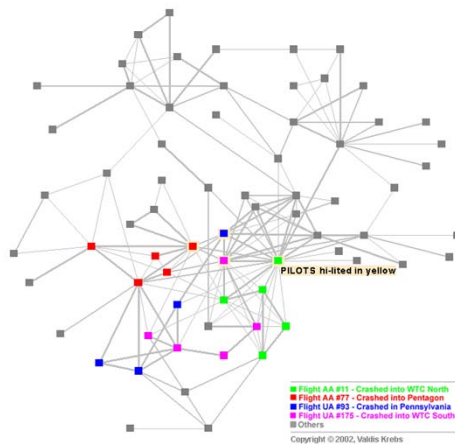 PILOTS hi-lited in yellow
Flight AA #11 - Crashed into WTC North
Flight AA #77 - Crashed into Pentagon
Flight UA #93 - Crashed in Pennsylvania
Flight UA #175 - Crashed into WTC South
Others
Copyright © 2002, Valdis Krebs